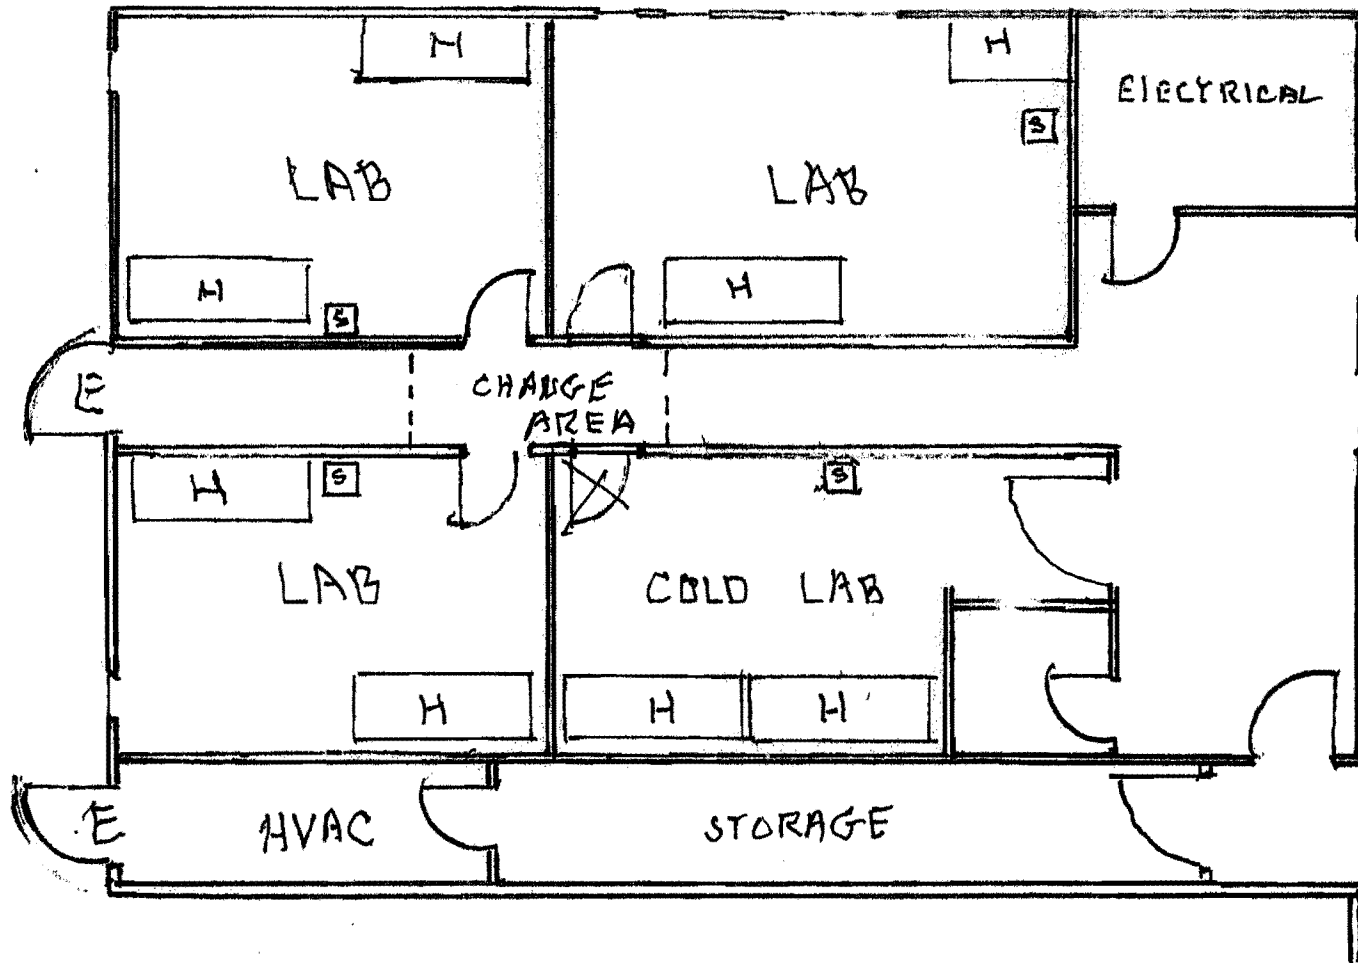 H
H
ELECTRICAL
S
LAB
LAB
H
H
S
E
CHANGE
AREA
H
S
S
LAB
COLD LAB
H
H
H
E
HVAC
STORAGE